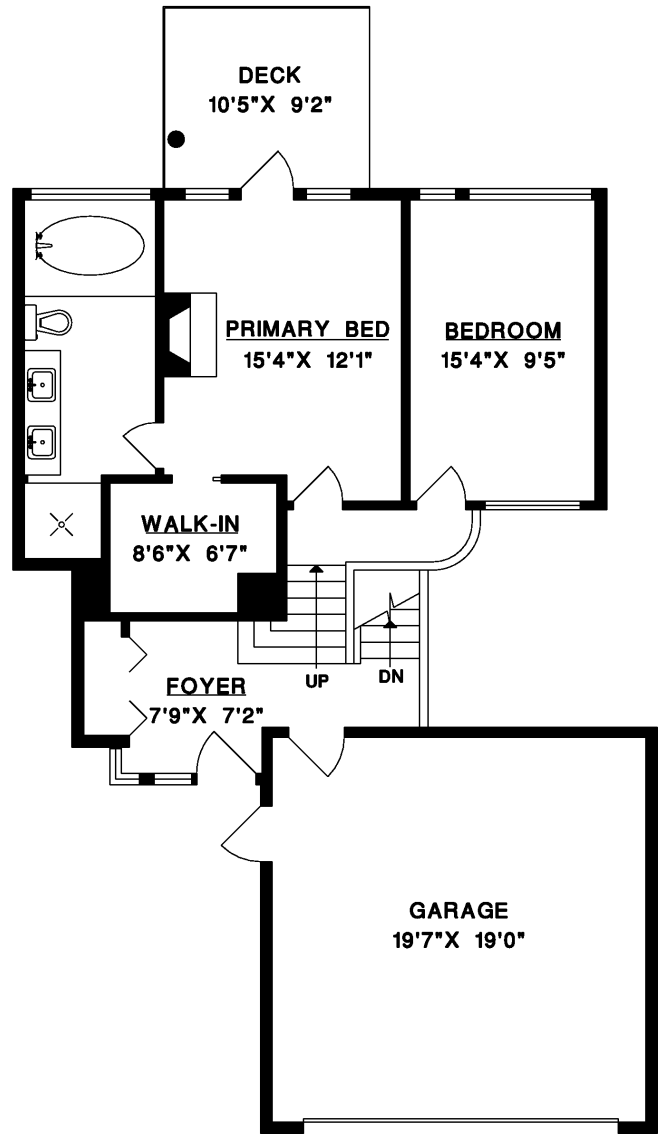 DECK
10'5"X 9'2"
PRIMARY BED
15'4"X 12'1"
BEDROOM
15'4"X 9'5"
WALK-IN
8'6"X 6'7"
UP
DN
FOYER
7'9"X 7'2"
GARAGE
19'7"X 19'0"